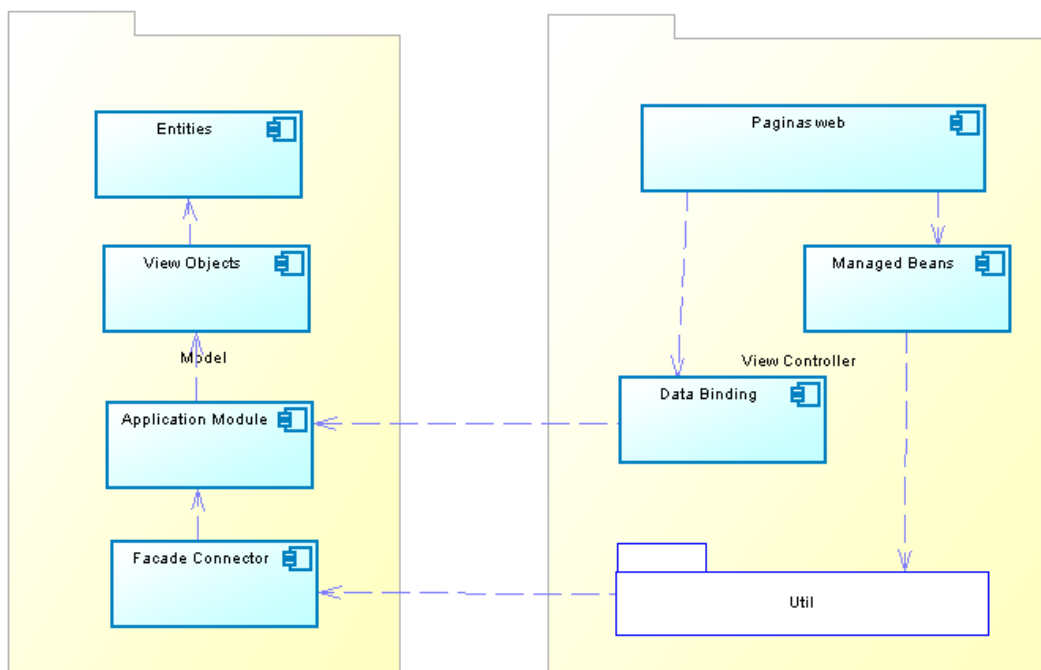 Entities
View Objects
Model
Application Module
Facade Connector
Paginas web
Managed Beans
View Controller
Data Binding
Util